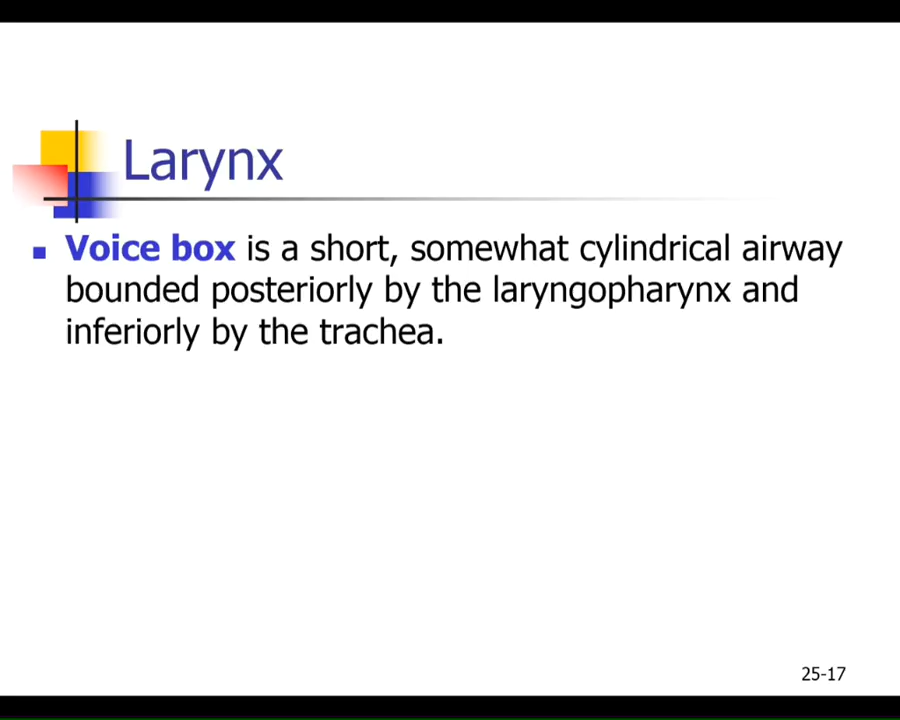 Larynx
Voice box is a short, somewhat cylindrical airway
bounded posteriorly by the laryngopharynx and
inferiorly by the trachea.
25-17